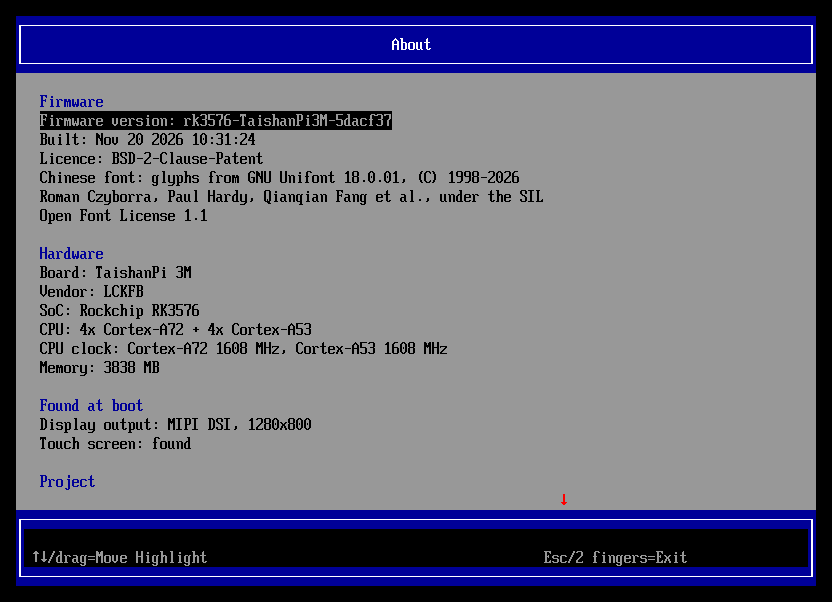 About
Firmware
Firmware version: rk3576-TaishanPi3M-5dacf37
Built: Nov 20 2026 10:31:24
Licence: BSD-2-Clause-Patent
Chinese font: glyphs from GNU Unifont 18.0.01, (C) 1998-2026
Roman Czyborra, Paul Hardy, Qianqian Fang et al., under the SIL
Open Font License 1.1
Hardware
Board: TaishanPi 3M
Vendor: LCKFB
SoC: Rockchip RK3576
CPU: 4x Cortex-A72 + 4x Cortex-A53
CPU clock: Cortex-A72 1608 MHz, Cortex-A53 1608 MHz
Memory: 3838 MB
Found at boot
Display output: MIPI DSI, 1280x800
Touch screen: found
Project
↓
↑↓/drag=Move Highlight Esc/2 fingers=Exit